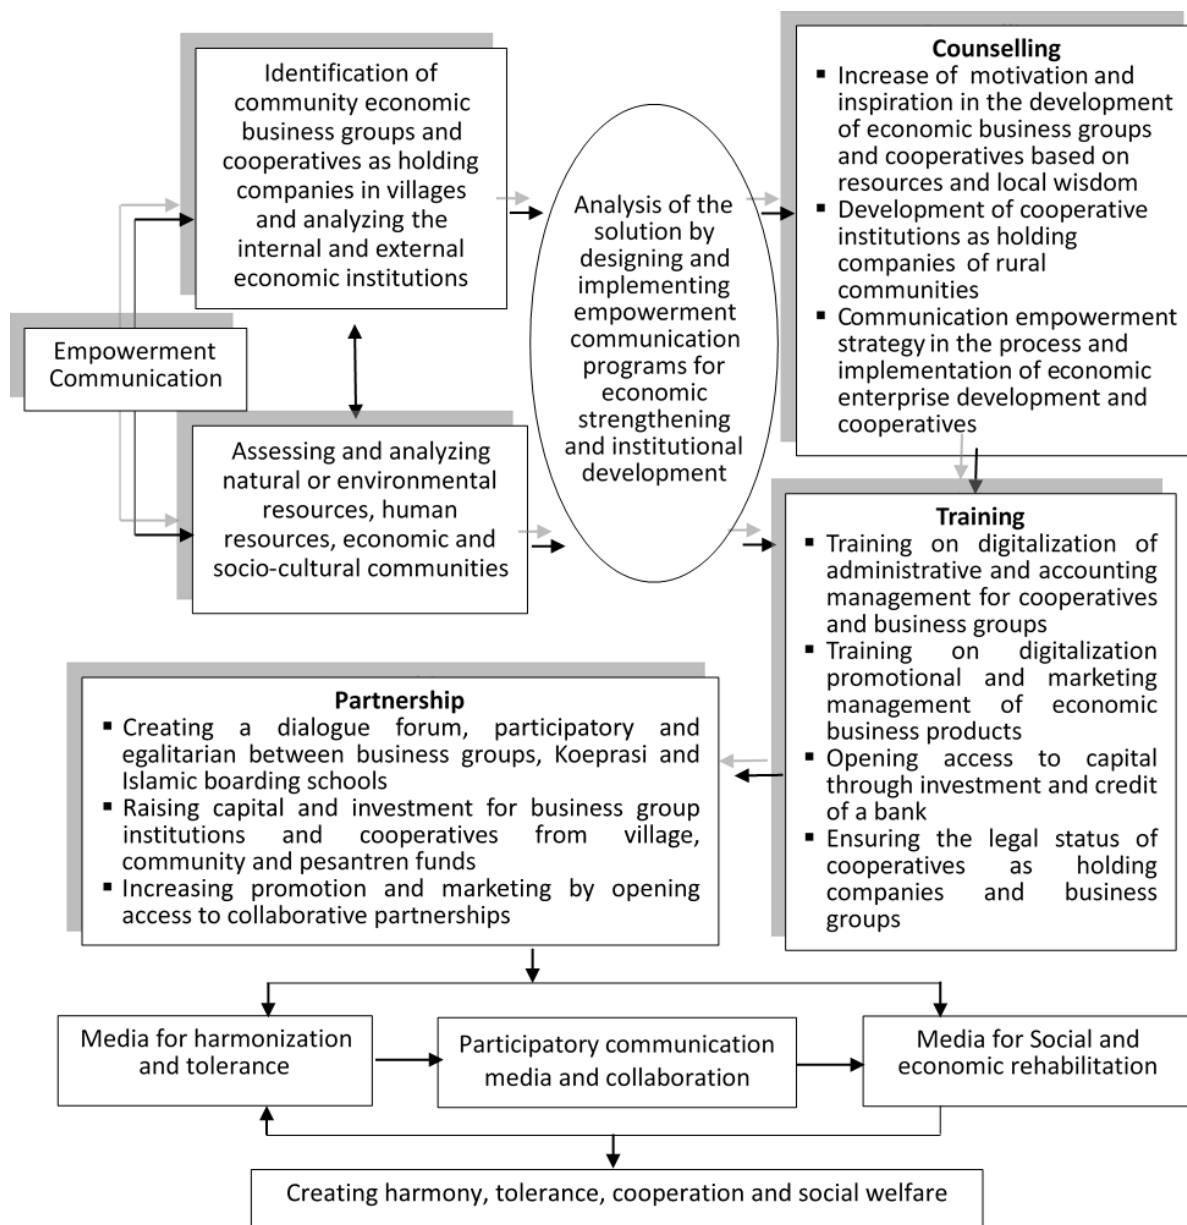 Identification of
community economic
business groups and
cooperatives as holding
companies in villages
and analyzing the
internal and external
economic institutions
Empowerment
Communication
Assessing and analyzing
natural or environmental
resources, human
resources, economic and
socio-cultural communities
Analysis of the
solution by
designing and
implementing
empowerment
communication
programs for
economic
strengthening
and institutional
development
Counselling
▪ Increase of motivation and
inspiration in the development
of economic business groups
and cooperatives based on
resources and local wisdom
▪ Development of cooperative
institutions as holding
companies of rural
communities
▪ Communication empowerment
strategy in the process and
implementation of economic
enterprise development and
cooperatives
Training
▪ Training on digitalization of
administrative and accounting
management for cooperatives
and business groups
▪ Training on digitalization
promotional and marketing
management of economic
business products
▪ Opening access to capital
through investment and credit
of a bank
▪ Ensuring the legal status of
cooperatives as holding
companies and business
groups
Partnership
▪ Creating a dialogue forum, participatory and
egalitarian between business groups, Koeprasi and
Islamic boarding schools
▪ Raising capital and investment for business group
institutions and cooperatives from village,
community and pesantren funds
▪ Increasing promotion and marketing by opening
access to collaborative partnerships
Media for harmonization
and tolerance
Participatory communication
media and collaboration
Media for Social and
economic rehabilitation
Creating harmony, tolerance, cooperation and social welfare